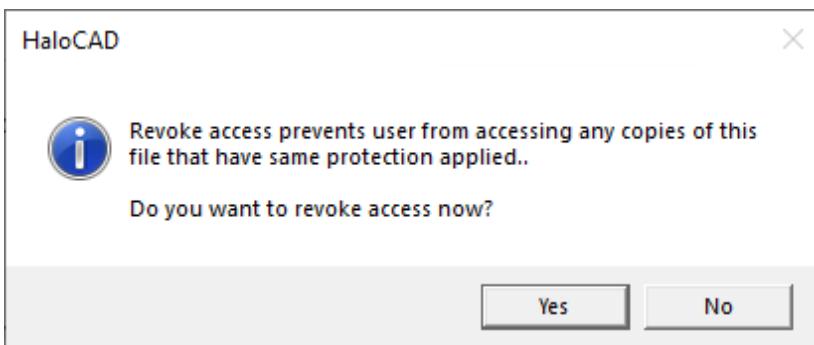 HaloCAD
Revoke access prevents user from accessing any copies of this
file that have same protection applied..
Do you want to revoke access now?
Yes
No